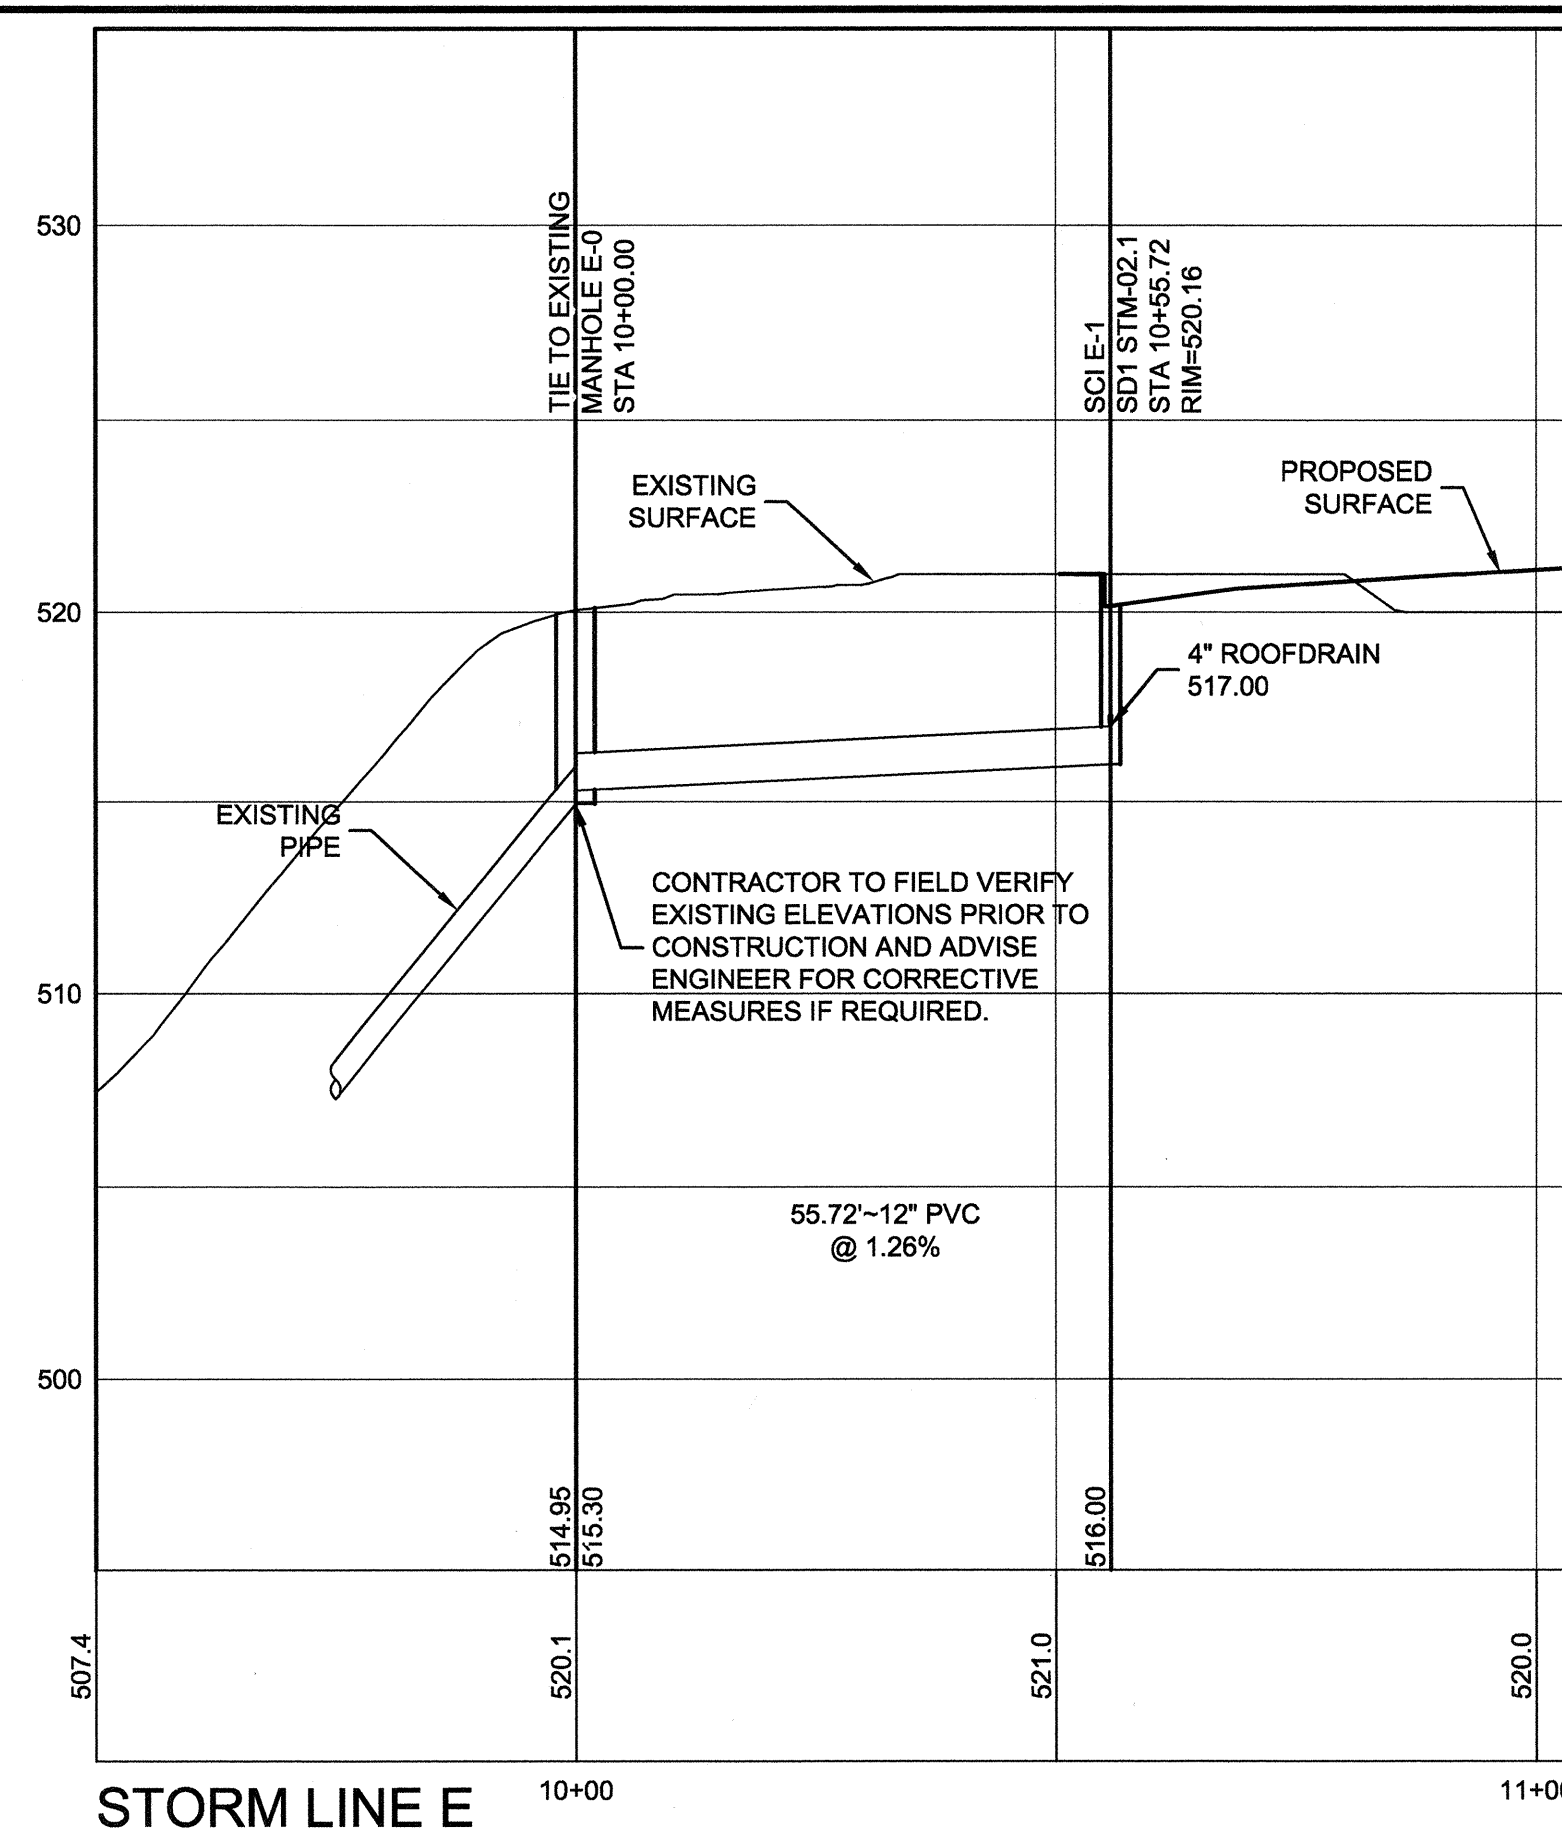 530
520
510
500
TIE TO EXISTING
MANHOLE E-0
STA 10+00.00
SCI E-1
SD1 STM-02.1
STA 10+55.72
RIM=520.16
EXISTING
SURFACE
PROPOSED
SURFACE
4" ROOFDRAIN
517.00
EXISTING
PIPE
CONTRACTOR TO FIELD VERIFY
EXISTING ELEVATIONS PRIOR TO
CONSTRUCTION AND ADVISE
ENGINEER FOR CORRECTIVE
MEASURES IF REQUIRED.
55.72'~12" PVC
@ 1.26%
514.95
515.30
516.00
507.4
520.1
521.0
520.0
10+00
11+00
STORM LINE E